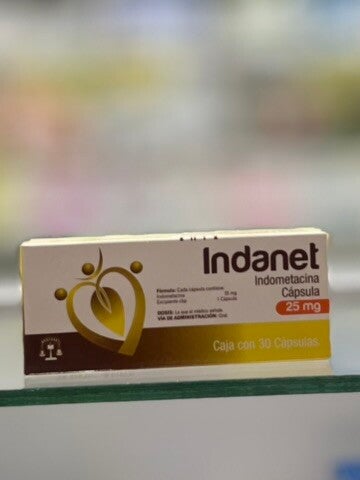 Indanet
Indometacina
Cápsula
25 mg
Fórmula: Cada cápsula contiene:
Indometacina 25 mg
Excipiente cbp 1 Cápsula
DOSIS: La que el médico señale.
VÍA DE ADMINISTRACIÓN: Oral.
Caja con 30 Cápsulas